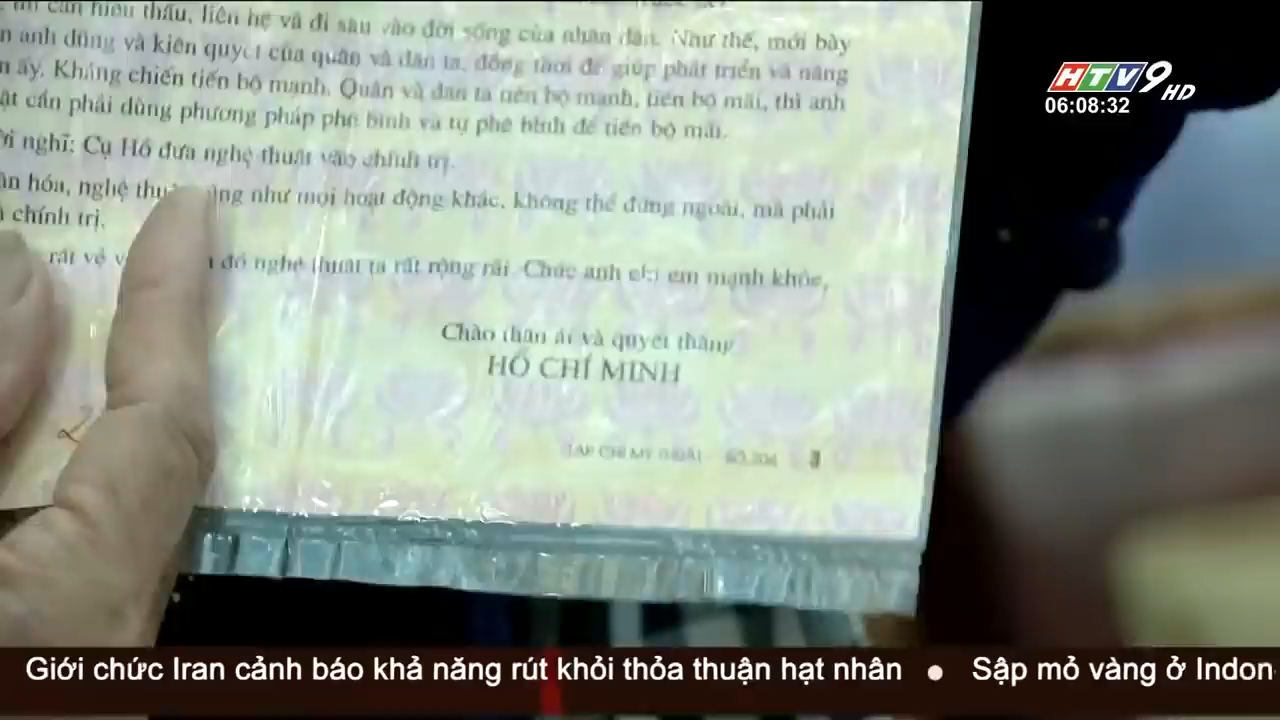 cần hiểu thấu, liên hệ và đi sâu vào đời sống của nhân dân. Như thế, mới bày
anh dũng và kiên quyết của quân và dân ta, đồng thời để giúp phát triển và nâng
ấy. Kháng chiến tiến bộ mạnh. Quân và dân ta tiến bộ mạnh, tiến bộ mãi, thì anh
cần phải dùng phương pháp phê bình và tự phê bình để tiến bộ mãi.
nghĩ: Cụ Hồ đưa nghệ thuật vào chính trị.
hóa, nghệ như mọi hoạt động khác, không thể đứng ngoài, mà phải
chính trị.
rất vẻ đó nghệ thuật ta rất rộng rãi. Chúc anh chị em mạnh khỏe,
Chào thân ái và quyết thắng
HỒ CHÍ MINH
TẠP CHÍ MỸ THUẬT 3
HTV9 HD
06:08:32
Giới chức Iran cảnh báo khả năng rút khỏi thỏa thuận hạt nhân ● Sập mỏ vàng ở Indon